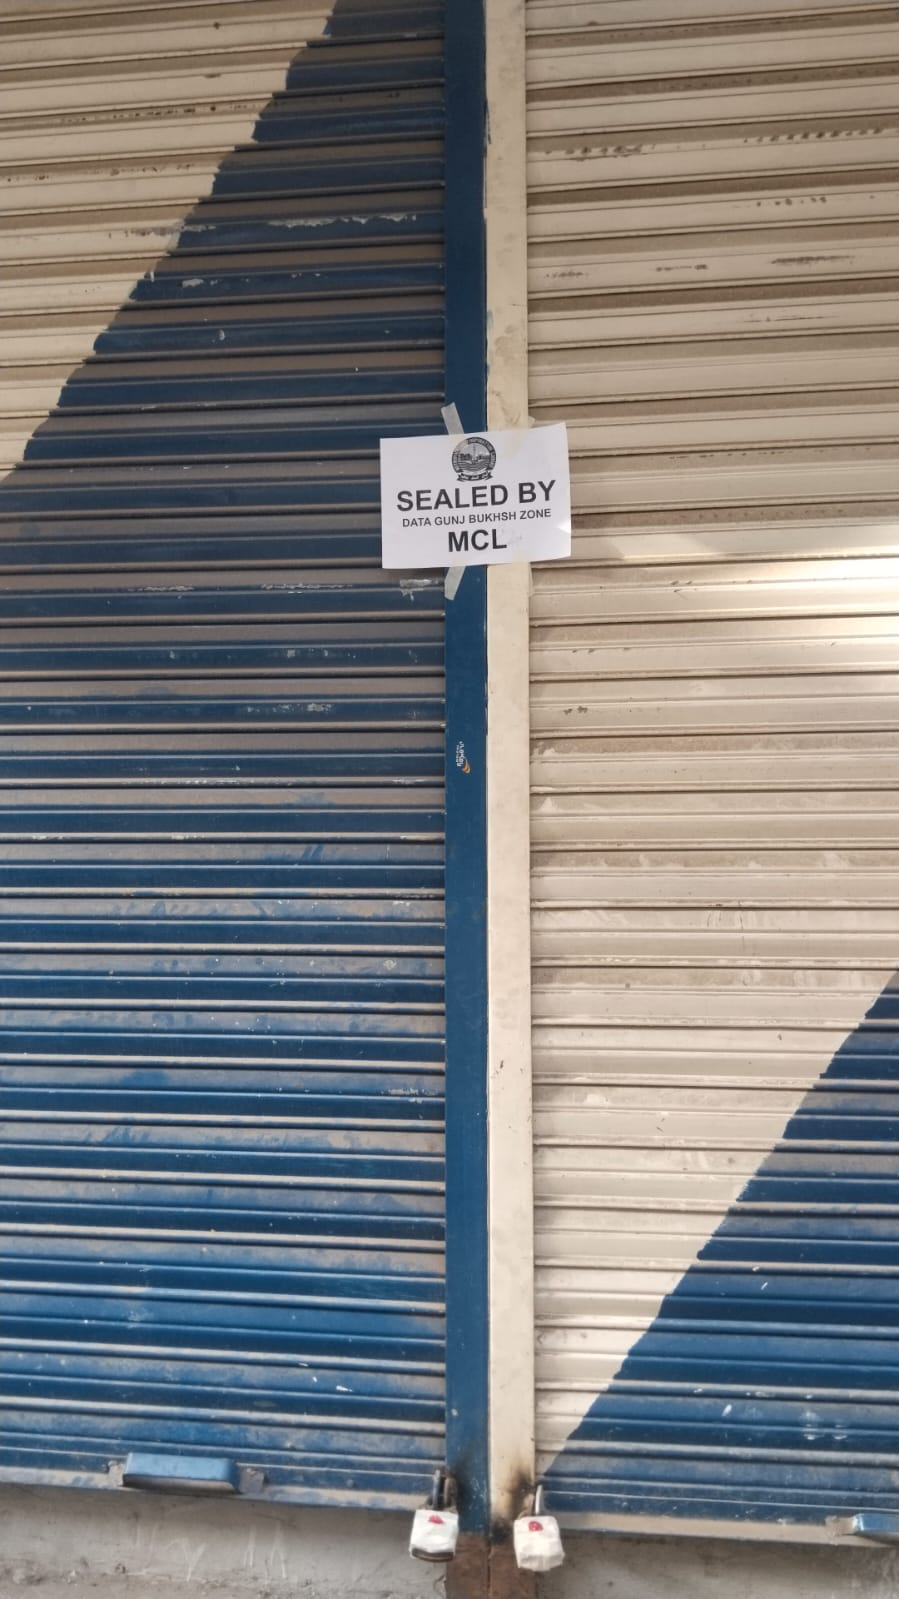 SEALED BY
DATA GUNJ BUKHSH ZONE
MCL